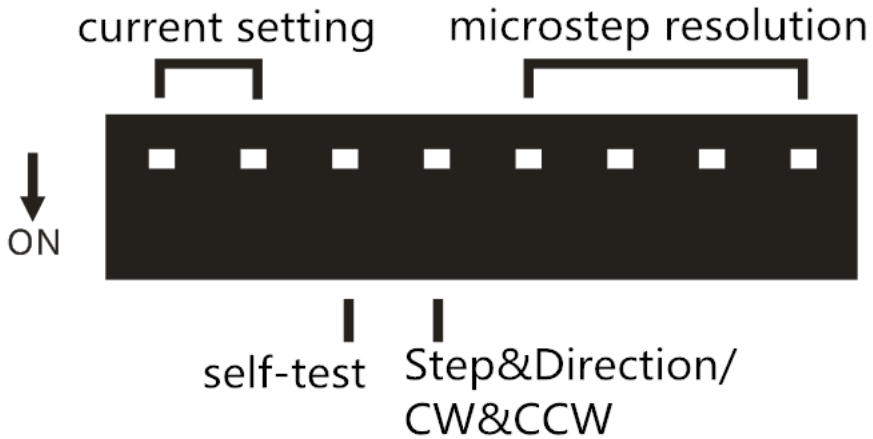 current setting
microstep resolution
ON
self-test
Step&Direction/
CW&CCW